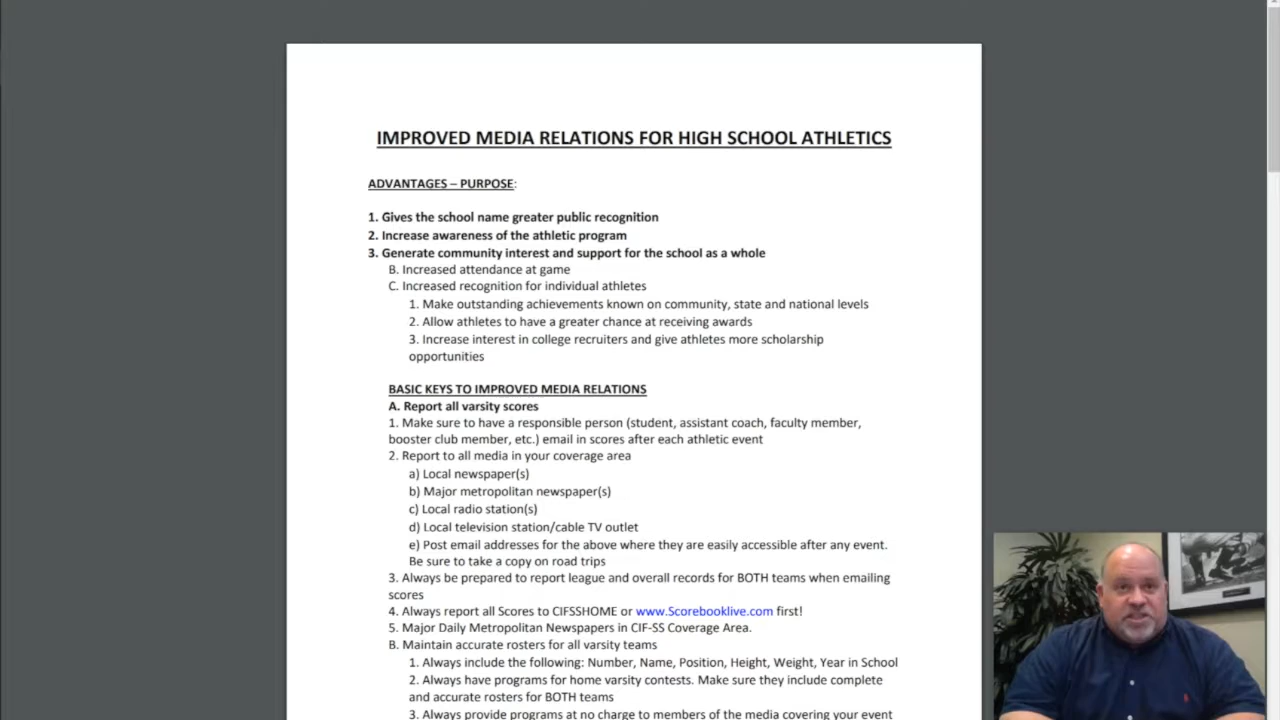 IMPROVED MEDIA RELATIONS FOR HIGH SCHOOL ATHLETICS
ADVANTAGES – PURPOSE:
1. Gives the school name greater public recognition
2. Increase awareness of the athletic program
3. Generate community interest and support for the school as a whole
B. Increased attendance at game
C. Increased recognition for individual athletes
1. Make outstanding achievements known on community, state and national levels
2. Allow athletes to have a greater chance at receiving awards
3. Increase interest in college recruiters and give athletes more scholarship
opportunities
BASIC KEYS TO IMPROVED MEDIA RELATIONS
A. Report all varsity scores
1. Make sure to have a responsible person (student, assistant coach, faculty member,
booster club member, etc.) email in scores after each athletic event
2. Report to all media in your coverage area
a) Local newspaper(s)
b) Major metropolitan newspaper(s)
c) Local radio station(s)
d) Local television station/cable TV outlet
e) Post email addresses for the above where they are easily accessible after any event.
Be sure to take a copy on road trips
3. Always be prepared to report league and overall records for BOTH teams when emailing
scores
4. Always report all Scores to CIFSSHOME or www.Scorebooklive.com first!
5. Major Daily Metropolitan Newspapers in CIF-SS Coverage Area.
B. Maintain accurate rosters for all varsity teams
1. Always include the following: Number, Name, Position, Height, Weight, Year in School
2. Always have programs for home varsity contests. Make sure they include complete
and accurate rosters for BOTH teams
3. Always provide programs at no charge to members of the media covering your event